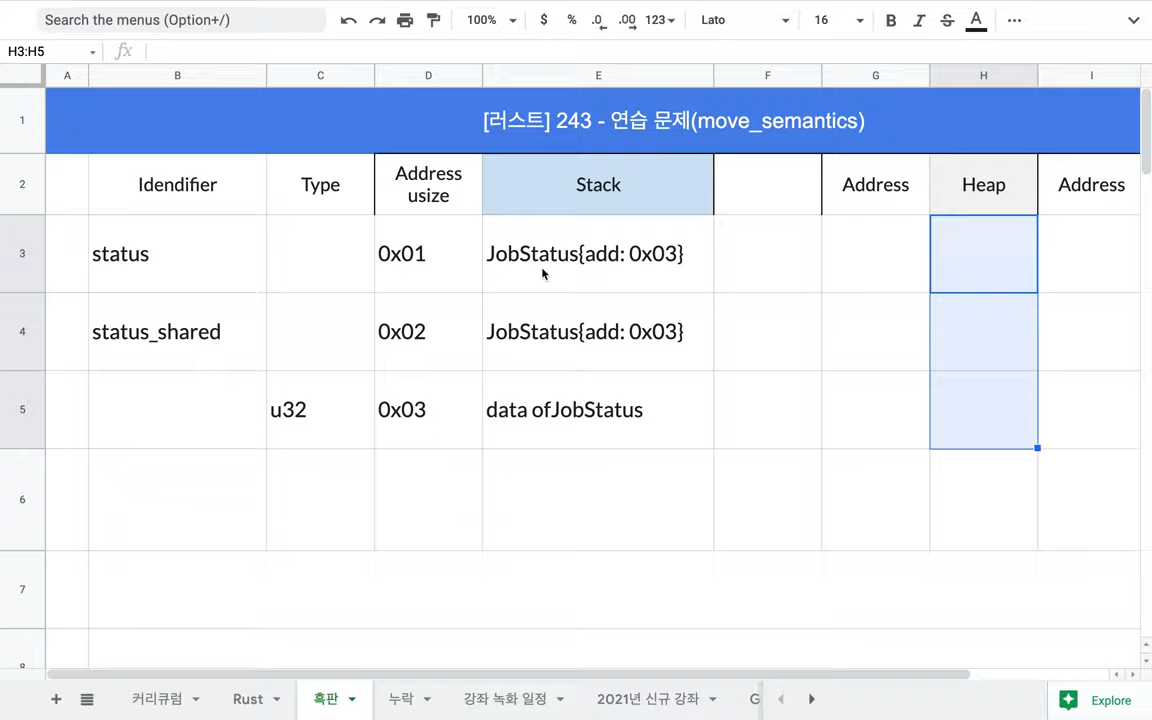 Search the menus (Option+/) 100% $ % .0 .00 123 Lato 16 B I S A
H3:H5 fx
A B C D E F G H I
1 [러스트] 243 - 연습 문제(move_semantics)
2 Idendifier Type Address usize Stack Address Heap Address
3 status 0x01 JobStatus{add: 0x03}
4 status_shared 0x02 JobStatus{add: 0x03}
5 u32 0x03 data ofJobStatus
6
7
8
+ 커리큘럼 Rust 흑판 누락 강좌 녹화 일정 2021년 신규 강좌 G Explore